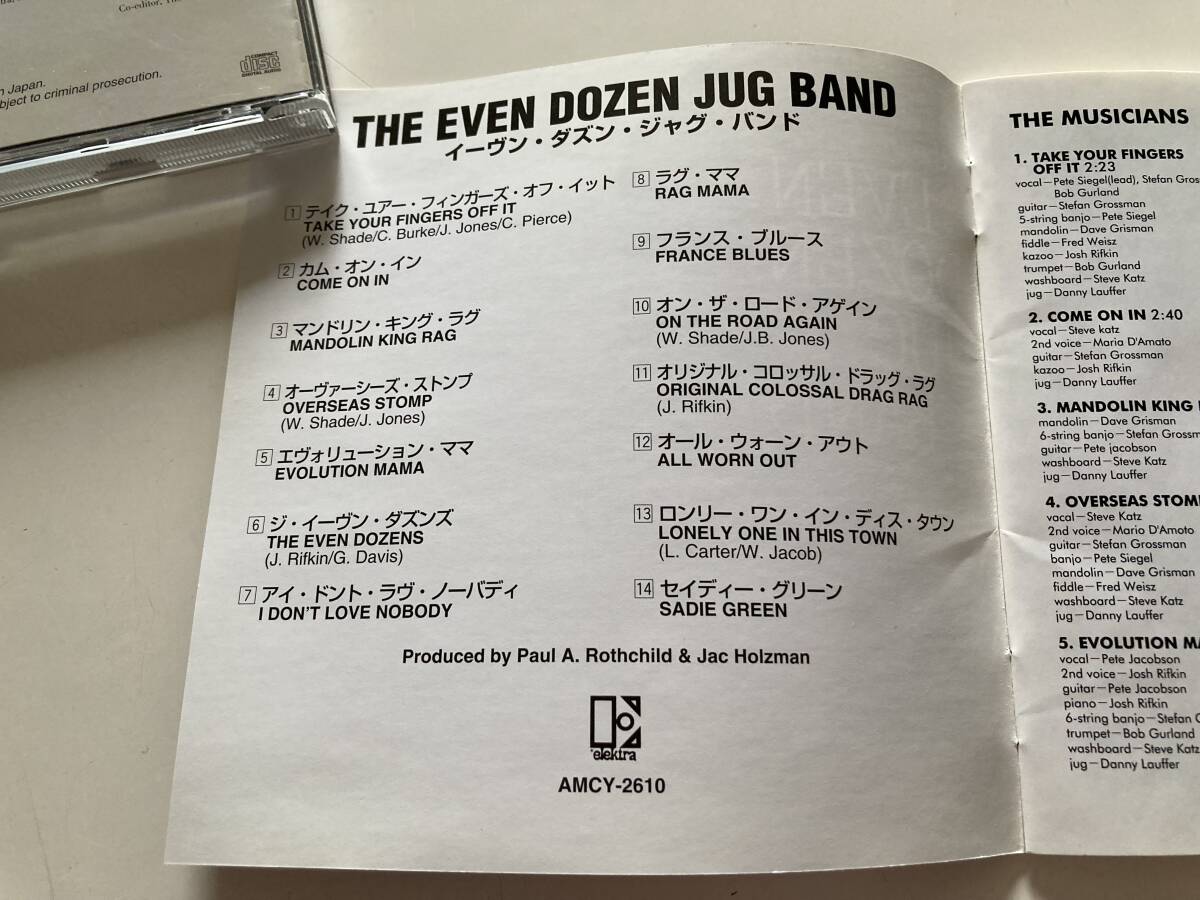 Co-editor, The
COMPACT
disc
DIGITAL AUDIO
n Japan.
bject to criminal prosecution.
THE EVEN DOZEN JUG BAND
イーヴン・ダズン・ジャグ・バンド
1 テイク・ユアー・フィンガーズ・オフ・イット
TAKE YOUR FINGERS OFF IT
(W. Shade/C. Burke/J. Jones/C. Pierce)
2 カム・オン・イン
COME ON IN
3 マンドリン・キング・ラグ
MANDOLIN KING RAG
4 オーヴァーシーズ・ストンプ
OVERSEAS STOMP
(W. Shade/J. Jones)
5 エヴォリューション・ママ
EVOLUTION MAMA
6 ジ・イーヴン・ダズンズ
THE EVEN DOZENS
(J. Rifkin/G. Davis)
7 アイ・ドント・ラヴ・ノーバディ
I DON'T LOVE NOBODY
8 ラグ・ママ
RAG MAMA
9 フランス・ブルース
FRANCE BLUES
10 オン・ザ・ロード・アゲイン
ON THE ROAD AGAIN
(W. Shade/J.B. Jones)
11 オリジナル・コロッサル・ドラッグ・ラグ
ORIGINAL COLOSSAL DRAG RAG
(J. Rifkin)
12 オール・ウォーン・アウト
ALL WORN OUT
13 ロンリー・ワン・イン・ディス・タウン
LONELY ONE IN THIS TOWN
(L. Carter/W. Jacob)
14 セイディー・グリーン
SADIE GREEN
Produced by Paul A. Rothchild & Jac Holzman
elektra
AMCY-2610
THE MUSICIANS
1. TAKE YOUR FINGERS
OFF IT 2:23
vocal—Pete Siegel(lead), Stefan Gros
Bob Gurland
guitar—Stefan Grossman
5-string banjo—Pete Siegel
mandolin—Dave Grisman
fiddle—Fred Weisz
kazoo—Josh Rifkin
trumpet—Bob Gurland
washboard—Steve Katz
jug—Danny Lauffer
2. COME ON IN 2:40
vocal—Steve katz
2nd voice—Maria D'Amato
guitar—Stefan Grossman
kazoo—Josh Rifkin
jug—Danny Lauffer
3. MANDOLIN KING
mandolin—Dave Grisman
6-string banjo—Stefan Grossm
guitar—Pete jacobson
washboard—Steve Katz
jug—Danny Lauffer
4. OVERSEAS STOMP
vocal—Steve Katz
2nd voice—Mario D'Amoto
guitar—Stefan Grossman
banjo—Pete Siegel
mandolin—Dave Grisman
fiddle—Fred Weisz
washboard—Steve Katz
jug—Danny Lauffer
5. EVOLUTION MA
vocal—Pete Jacobson
2nd voice—Josh Rifkin
guitar—Pete Jacobson
piano—Josh Rifkin
6-string banjo—Stefan G
trumpet—Bob Gurland
washboard—Steve Katz
jug—Danny Lauffer